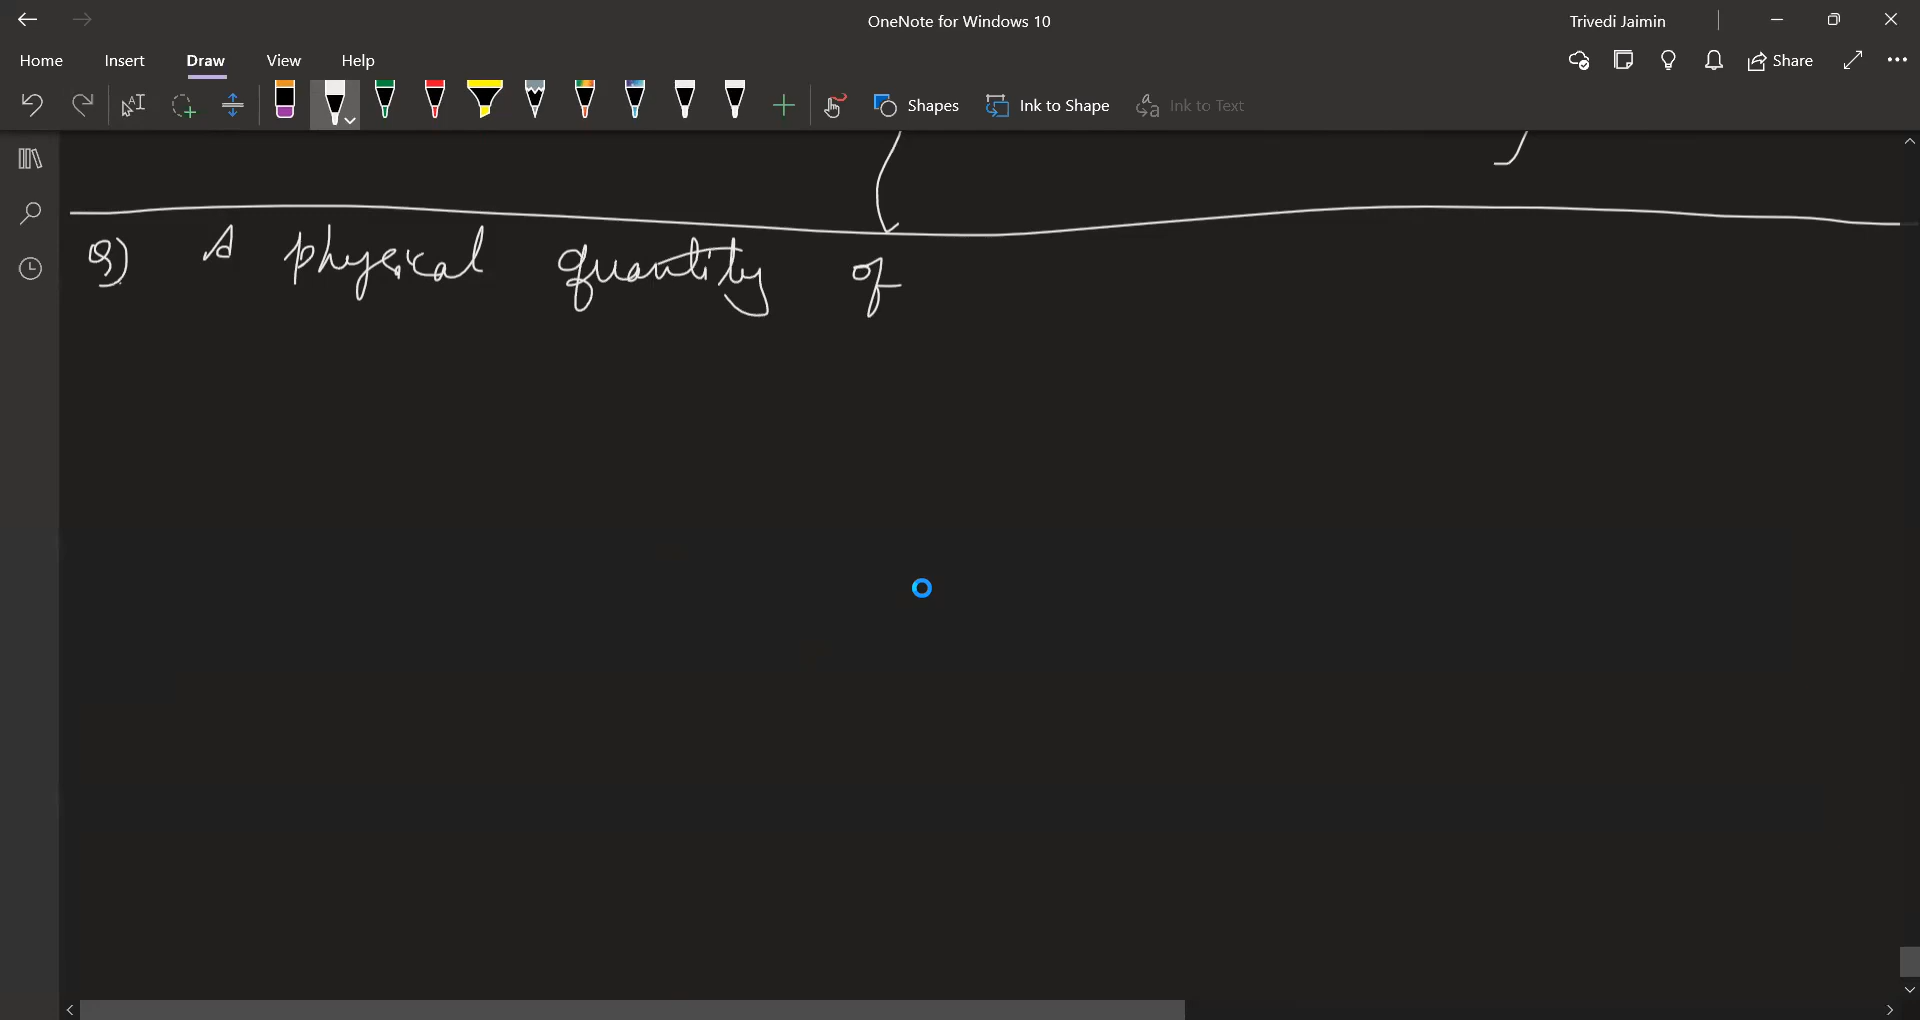 OneNote for Windows 10
Trivedi Jaimin
Home Insert Draw View Help
Share
Shapes Ink to Shape Ink to Text
Q) A physical quantity of